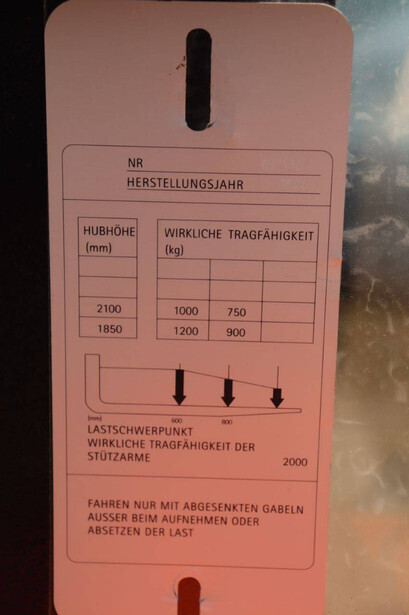 NR
HERSTELLUNGSJAHR
HUBHÖHE
(mm)
WIRKLICHE TRAGFÄHIGKEIT
(kg)
2100 1000 750
1850 1200 900
(mm) 600 800
LASTSCHWERPUNKT
WIRKLICHE TRAGFÄHIGKEIT DER
STÜTZARME 2000
FAHREN NUR MIT ABGESENKTEN GABELN
AUSSER BEIM AUFNEHMEN ODER
ABSETZEN DER LAST